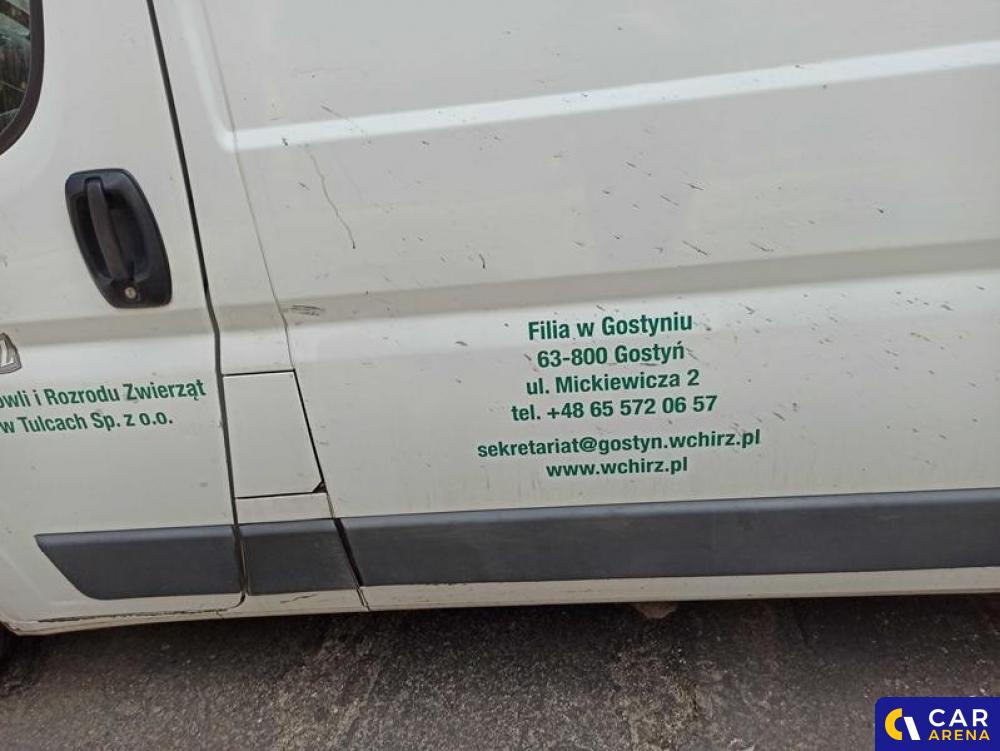 Filia w Gostyniu
63-800 Gostyń
ul. Mickiewicza 2
tel. +48 65 572 06 57
sekretariat@gostyn.wchirz.pl
www.wchirz.pl
i Rozrodu Zwierząt
w Tulcach Sp. z o.o.
CAR
ARENA